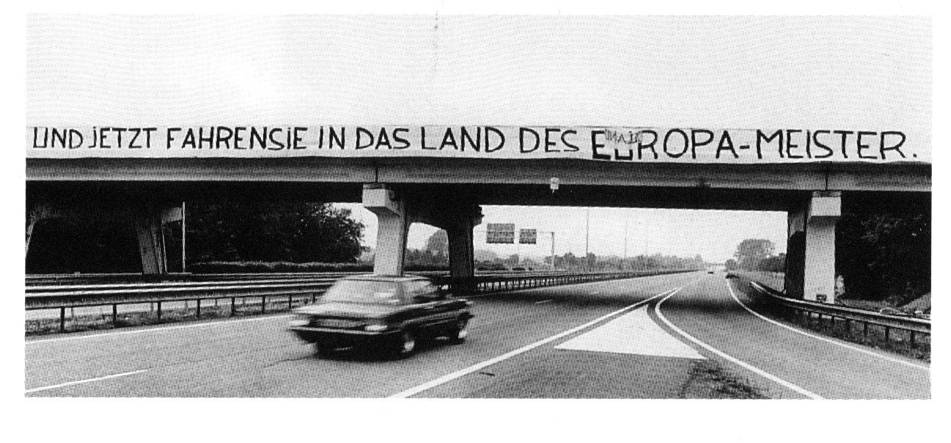 UND JETZT FAHRENSIE IN DAS LAND DES EUROPA-MEISTER.